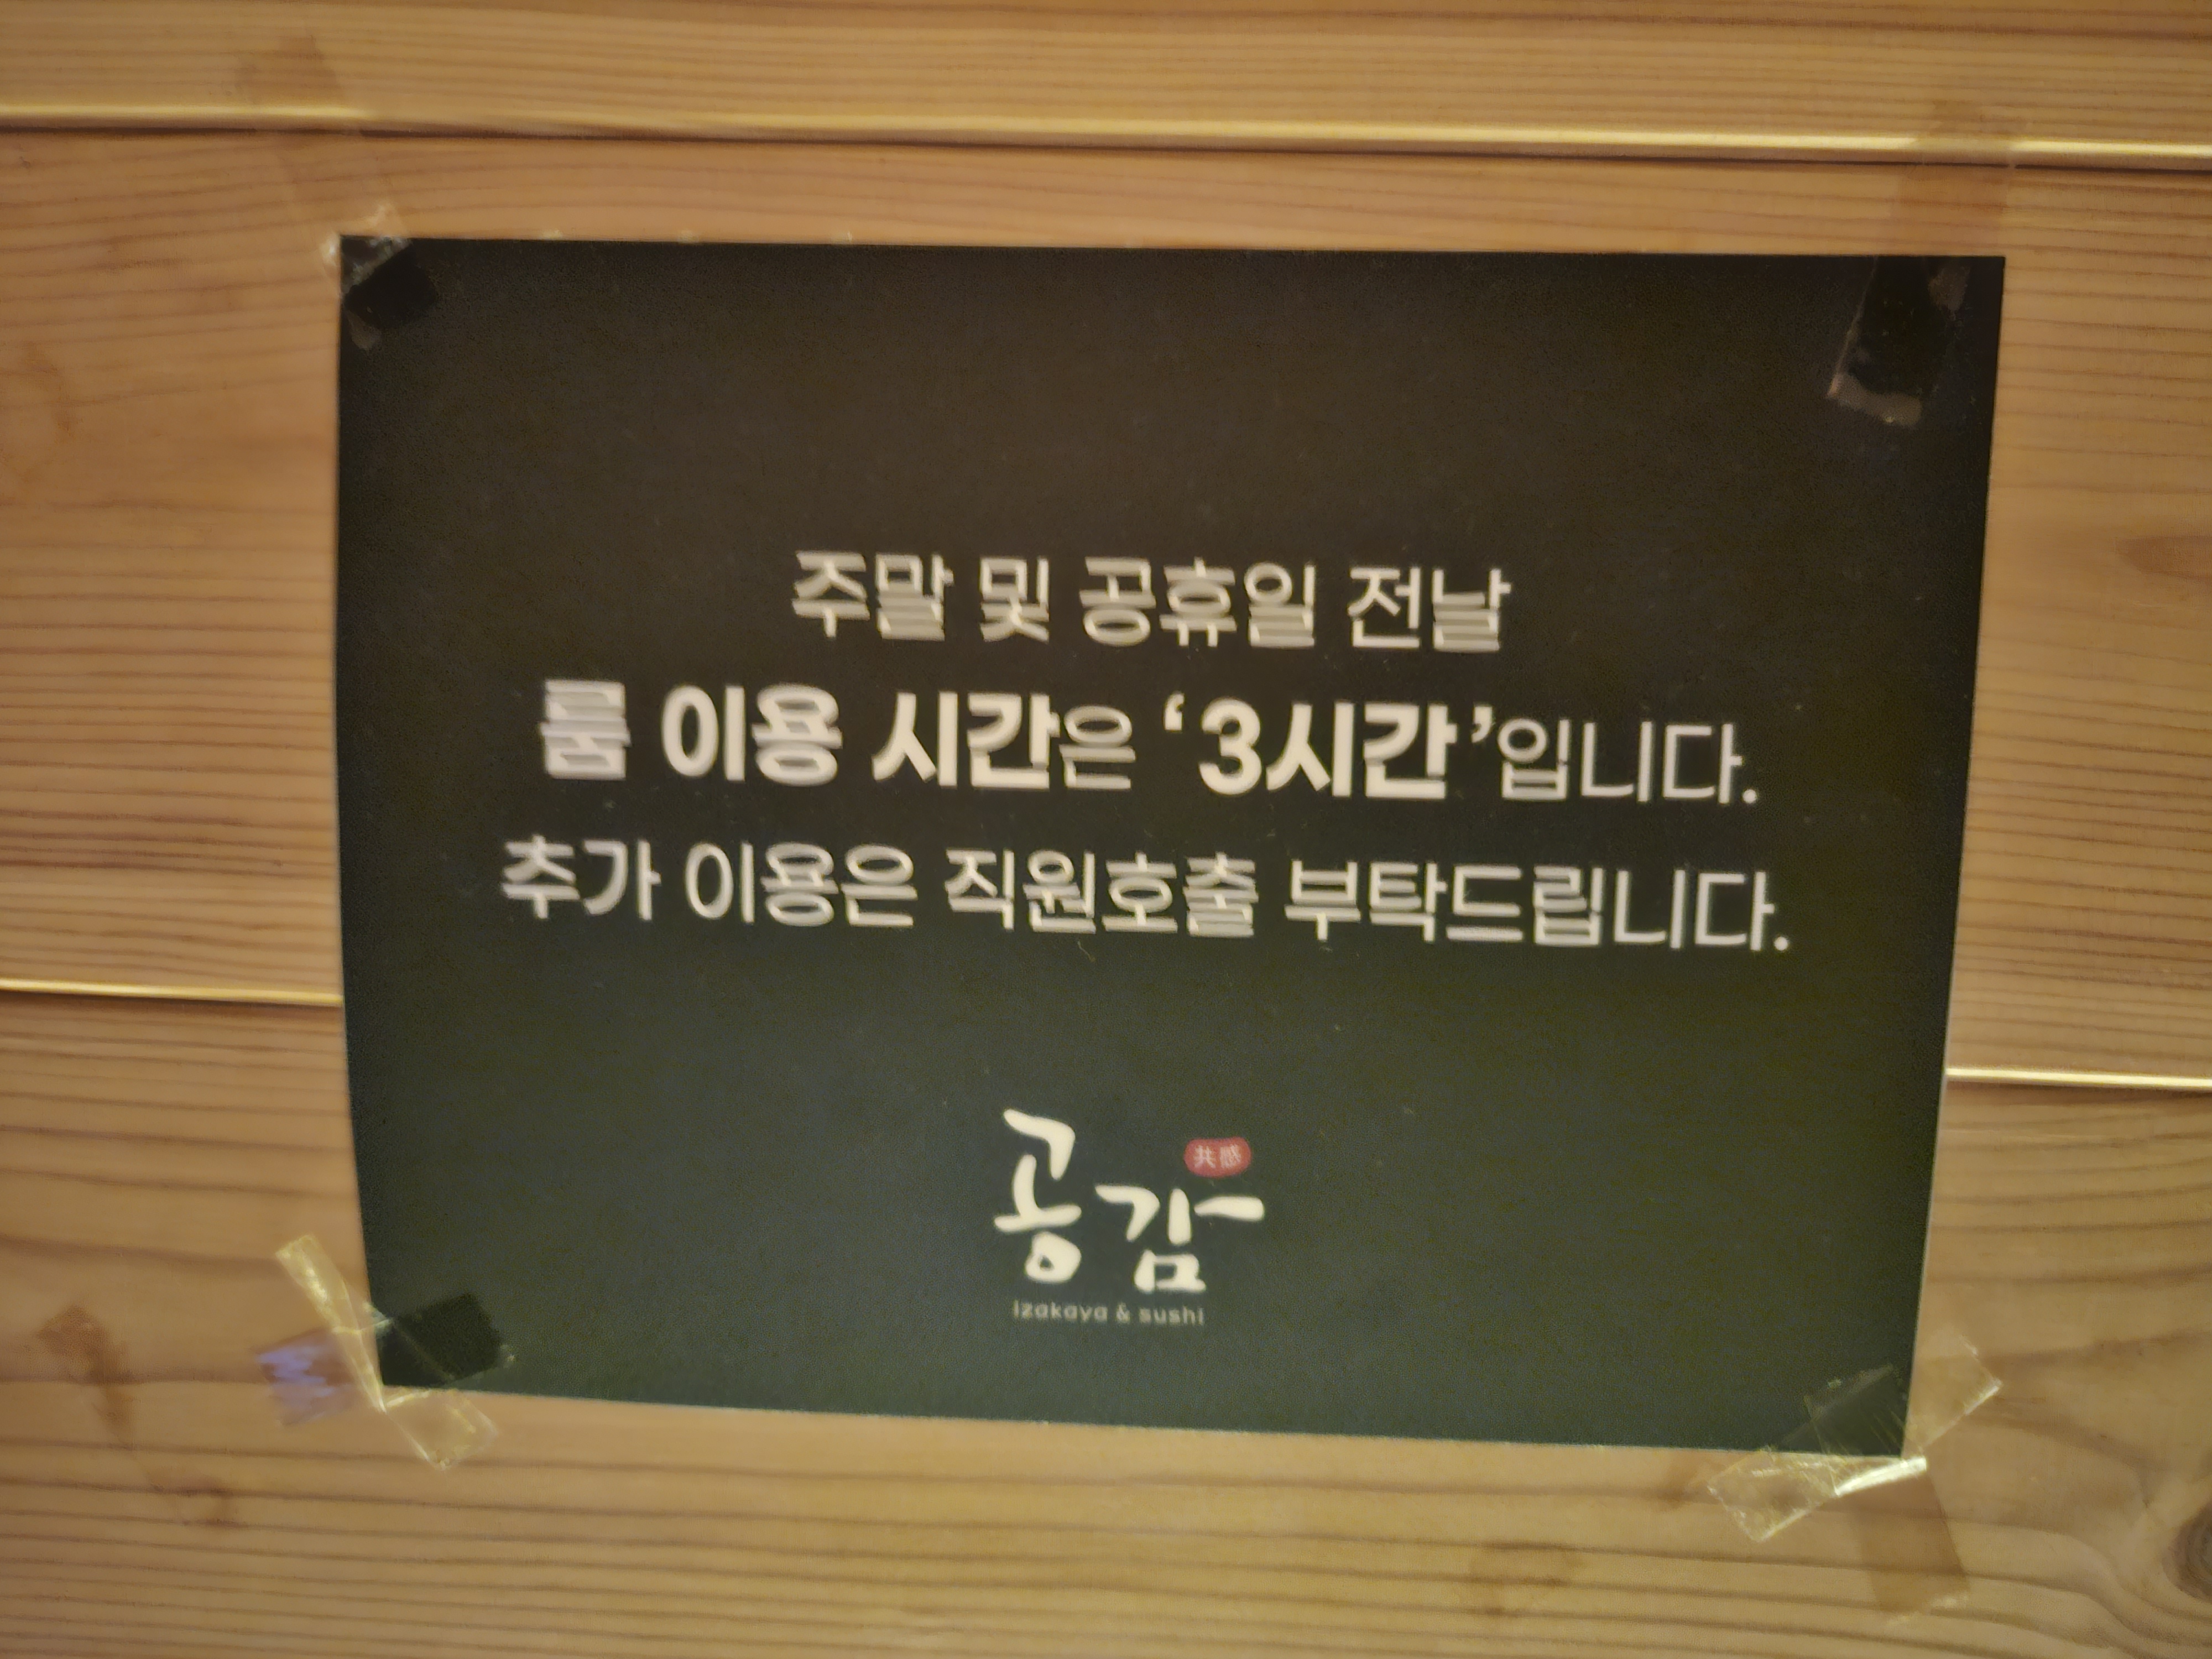 주말 및 공휴일 전날
룸 이용 시간은 ‘3시간’입니다.
추가 이용은 직원호출 부탁드립니다.
공감
共感
izakaya & sushi